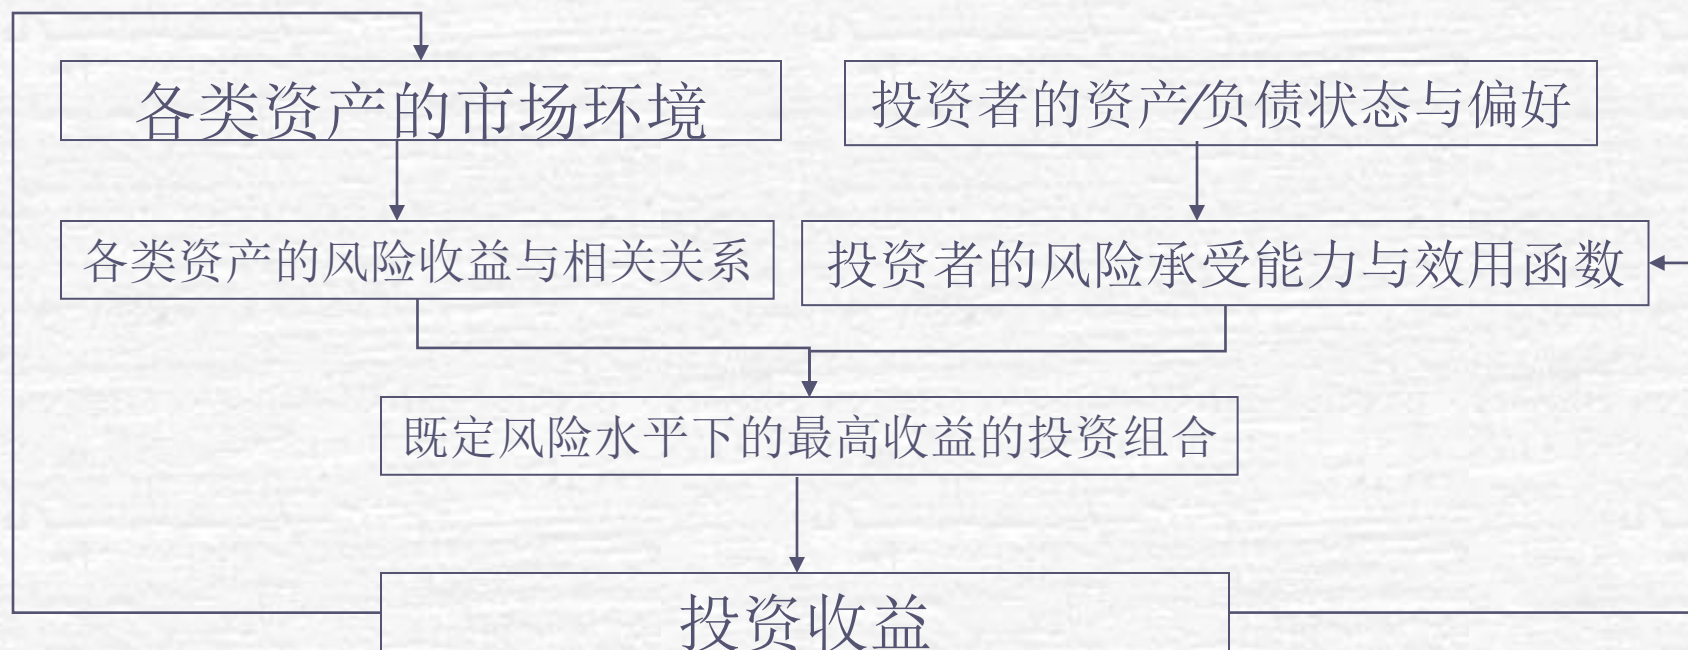 各类资产的市场环境
投资者的资产/负债状态与偏好
各类资产的风险收益与相关关系
投资者的风险承受能力与效用函数
既定风险水平下的最高收益的投资组合
投资收益